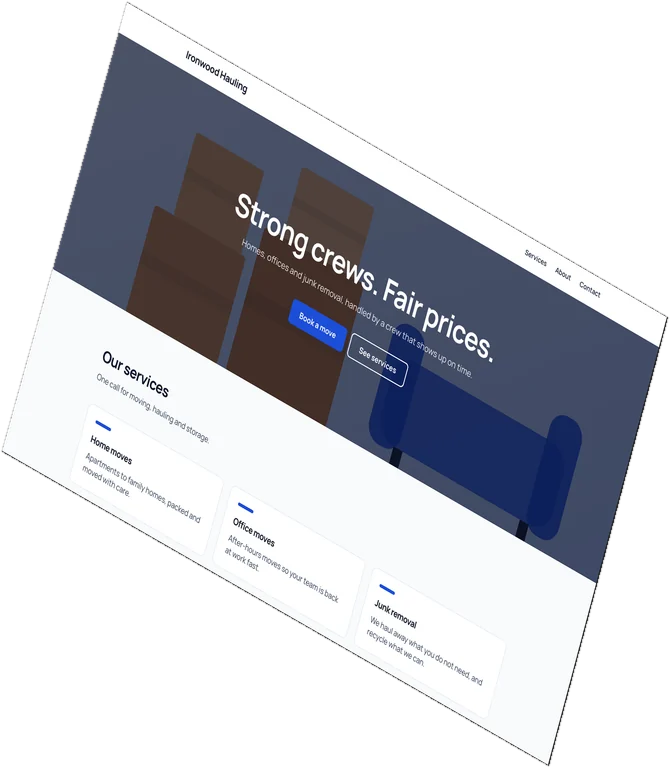 Ironwood Hauling
Services About Contact
Strong crews. Fair prices.
Homes, offices and junk removal, handled by a crew that shows up on time.
Book a move
See services
Our services
One call for moving, hauling and storage.
Home moves
Apartments to family homes, packed and
moved with care.
Office moves
After-hours moves so your team is back
at work fast.
Junk removal
We haul away what you do not need, and
recycle what we can.